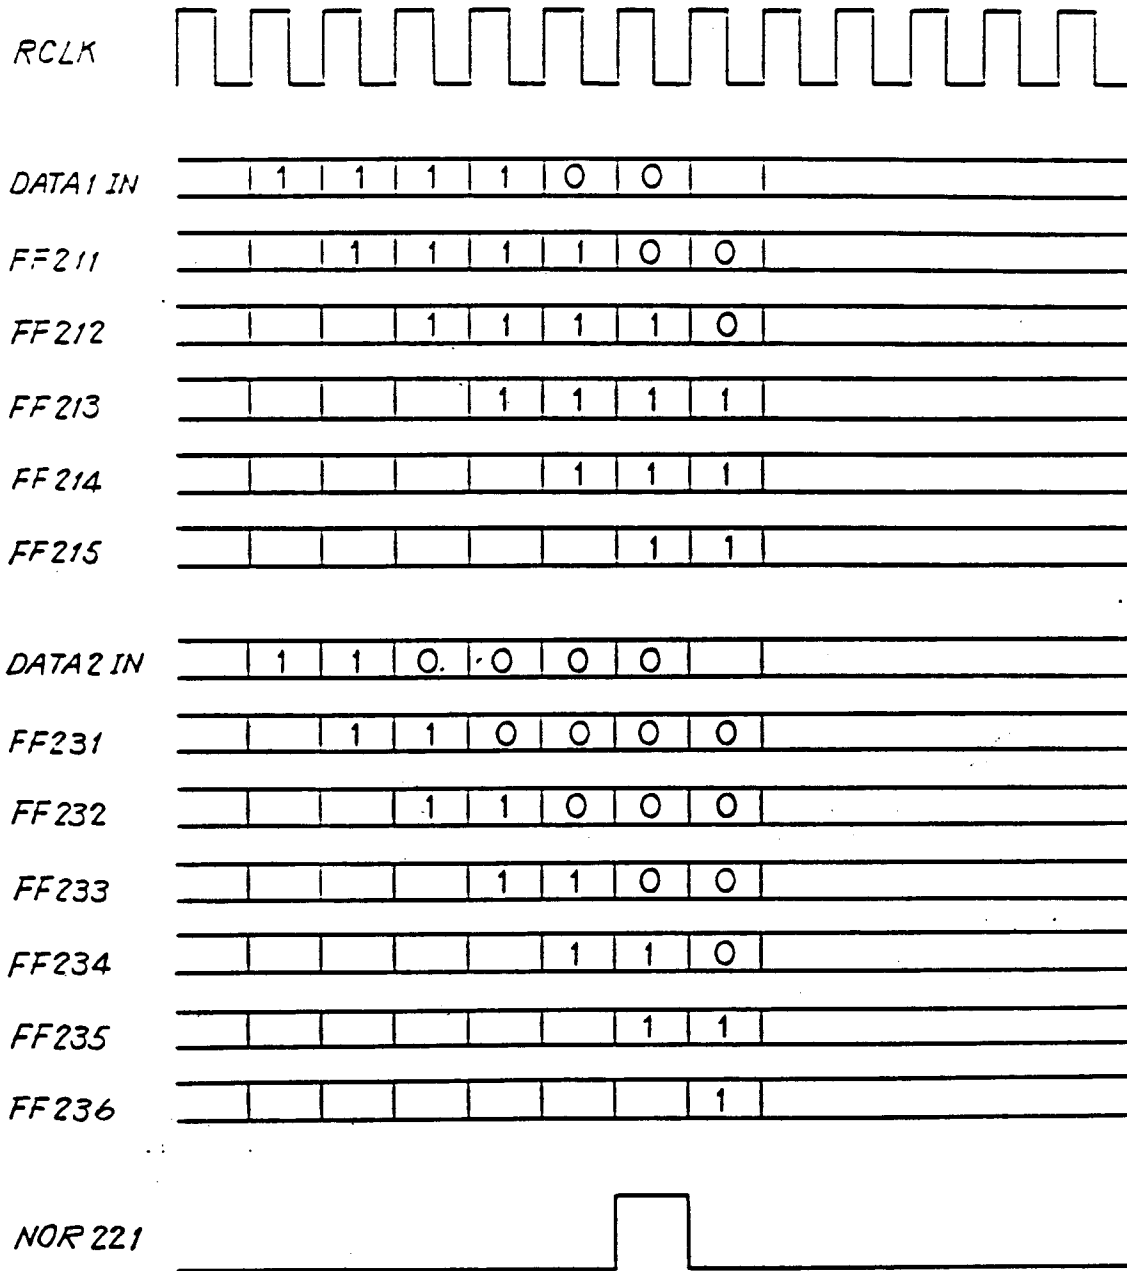 RCLK
DATA1 IN 1 1 1 1 0 0
FF211 1 1 1 1 0 0
FF212 1 1 1 1 0
FF213 1 1 1 1
FF214 1 1 1
FF215 1 1
DATA2 IN 1 1 0 0 0 0
FF231 1 1 0 0 0 0
FF232 1 1 0 0 0
FF233 1 1 0 0
FF234 1 1 0
FF235 1 1
FF236 1
NOR 221